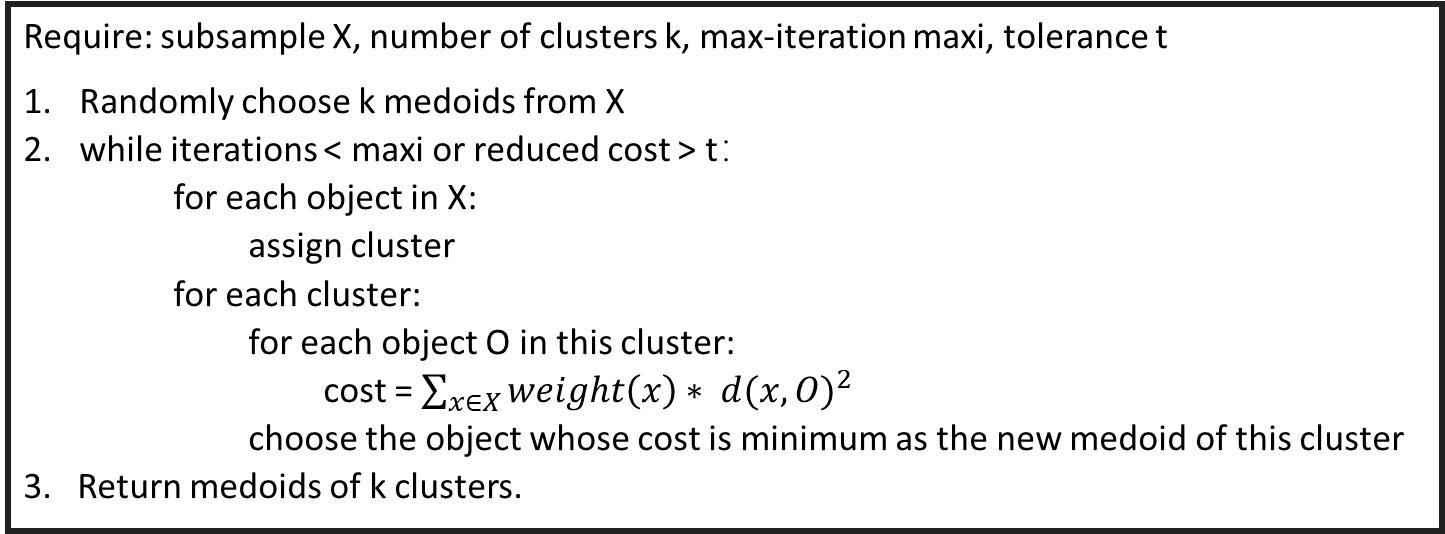 Require: subsample X, number of clusters k, max-iteration maxi, tolerance t
1. Randomly choose k medoids from X
2. while iterations < maxi or reduced cost > t:
for each object in X:
assign cluster
for each cluster:
for each object O in this cluster:
cost = ∑_{x∈X} weight(x) * d(x, O)²
choose the object whose cost is minimum as the new medoid of this cluster
3. Return medoids of k clusters.